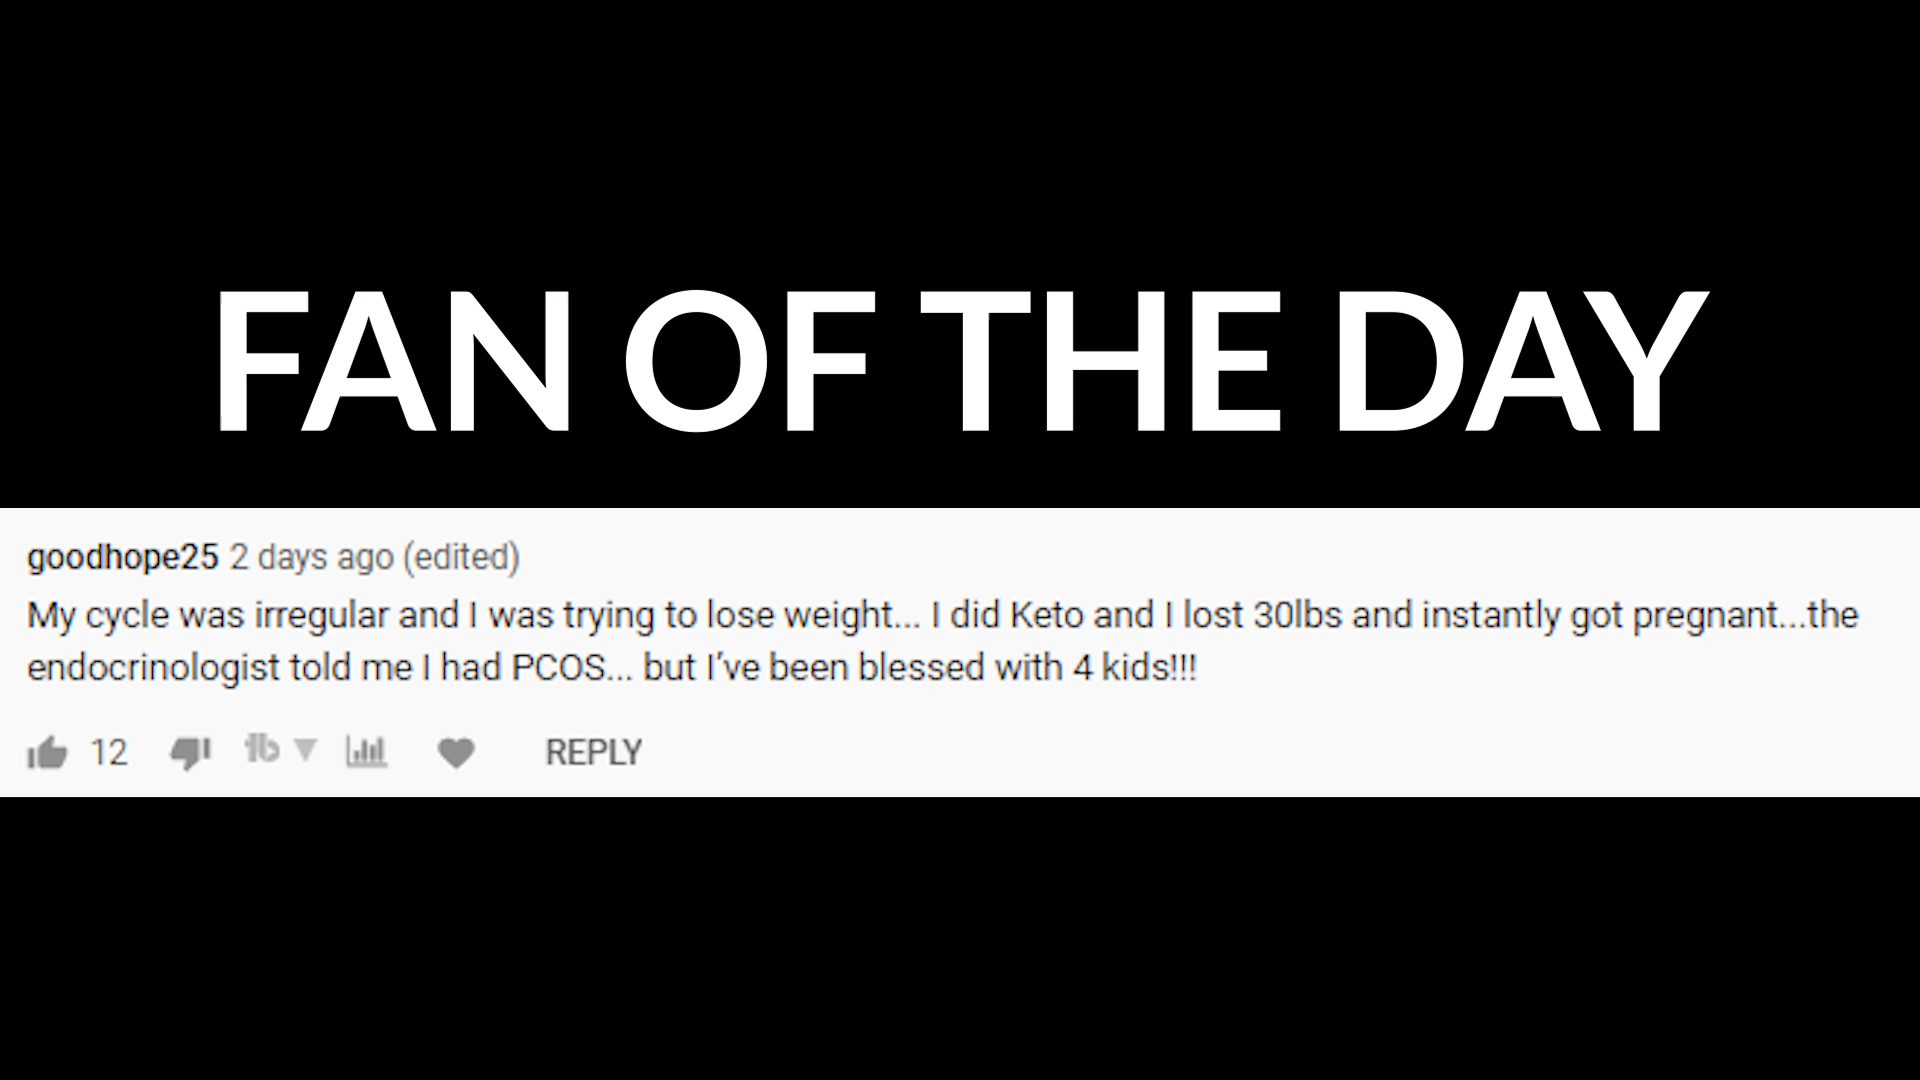 FAN OF THE DAY
goodhope25 2 days ago (edited)
My cycle was irregular and I was trying to lose weight... I did Keto and I lost 30lbs and instantly got pregnant...the
endocrinologist told me I had PCOS... but I've been blessed with 4 kids!!!
12 tb REPLY